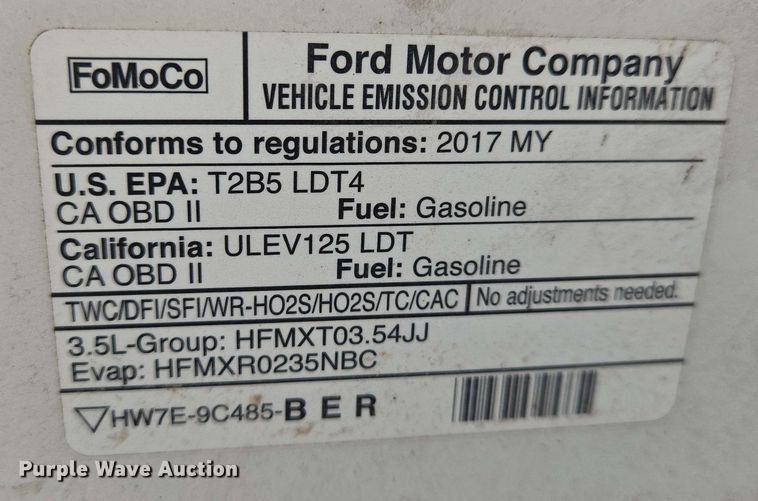 FoMoCo
Ford Motor Company
VEHICLE EMISSION CONTROL INFORMATION
Conforms to regulations: 2017 MY
U.S. EPA: T2B5 LDT4
CA OBD II Fuel: Gasoline
California: ULEV125 LDT
CA OBD II Fuel: Gasoline
TWC/DFI/SFI/WR-HO2S/HO2S/TC/CAC No adjustments needed.
3.5L-Group: HFMXT03.54JJ
Evap: HFMXR0235NBC
HW7E-9C485-BER
Purple Wave Auction